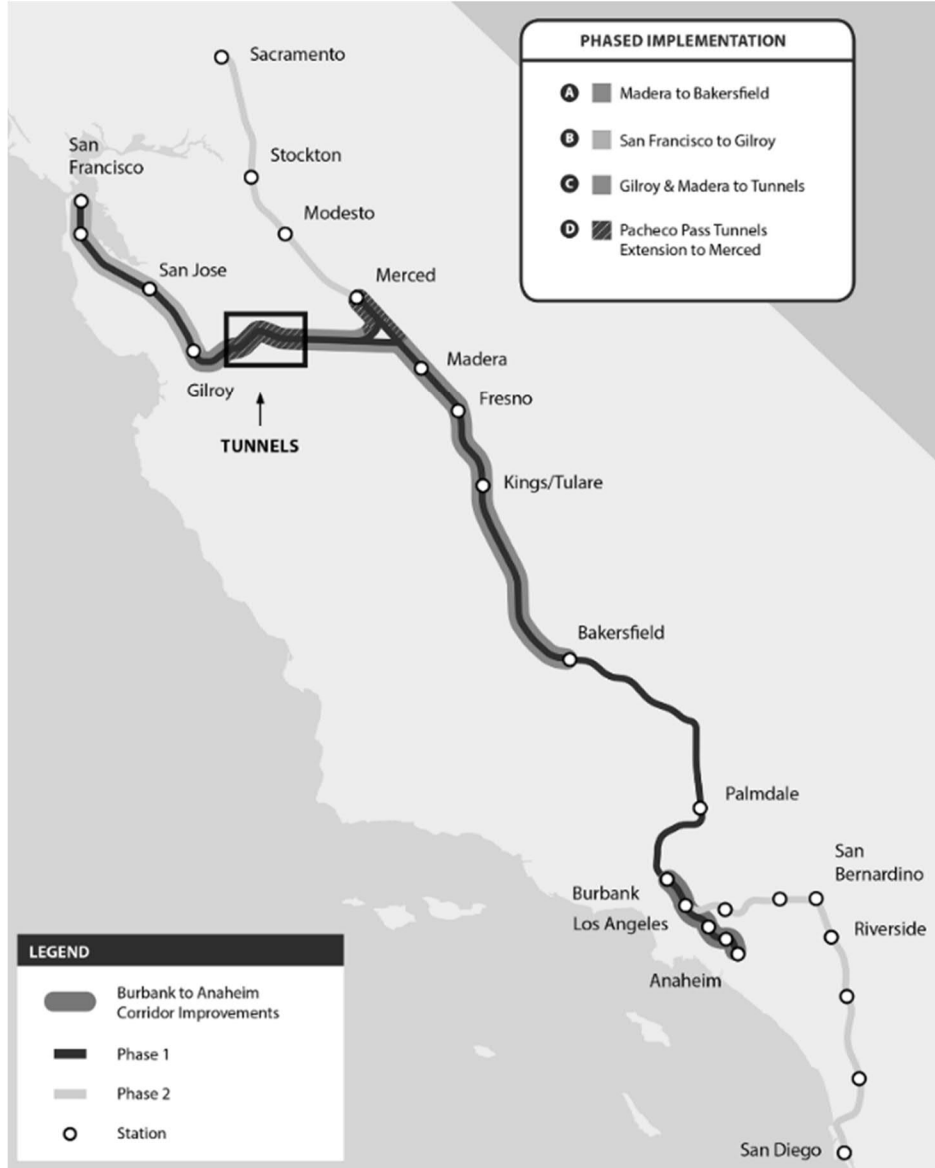 PHASED IMPLEMENTATION
A Madera to Bakersfield
B San Francisco to Gilroy
C Gilroy & Madera to Tunnels
D Pacheco Pass Tunnels
Extension to Merced
Sacramento
Stockton
San
Francisco
Modesto
San Jose
Merced
Madera
Gilroy
Fresno
TUNNELS
Kings/Tulare
Bakersfield
Palmdale
San
Bernardino
Burbank
Los Angeles
Riverside
Anaheim
San Diego
LEGEND
Burbank to Anaheim
Corridor Improvements
Phase 1
Phase 2
Station